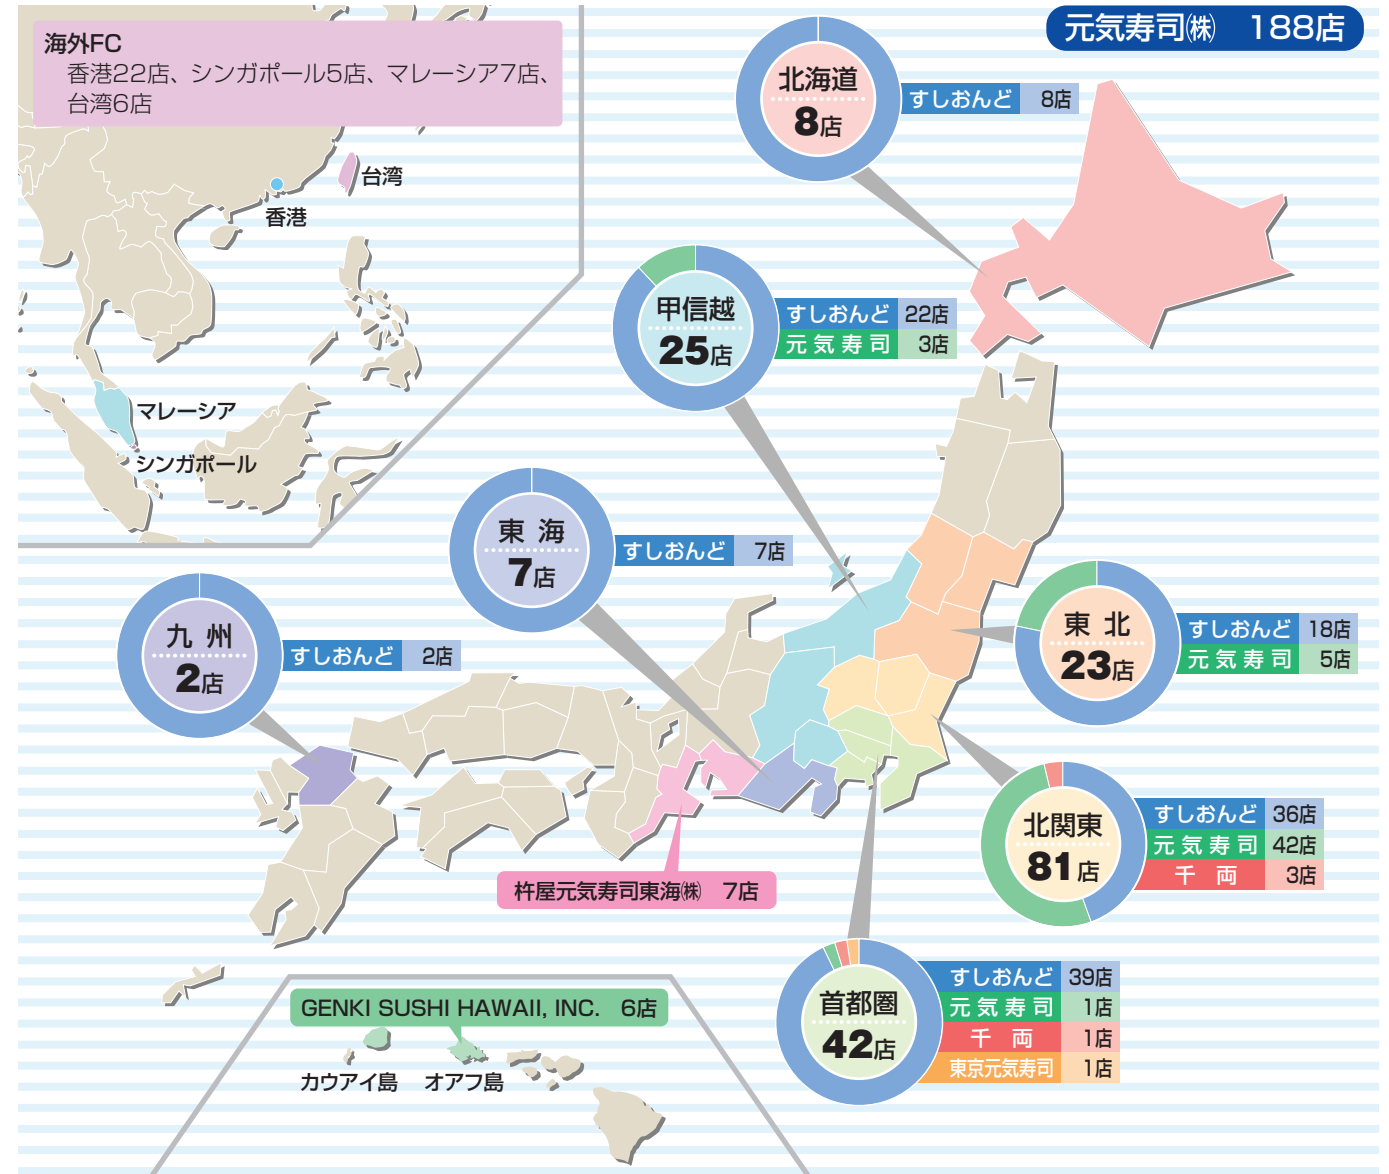 元気寿司㈱　188店
海外FC
香港22店、シンガポール5店、マレーシア7店、
台湾6店
台湾
香港
マレーシア
シンガポール
北海道
8店
すしおんど 8店
甲信越
25店
すしおんど 22店
元気寿司 3店
東海
7店
すしおんど 7店
九州
2店
すしおんど 2店
東北
23店
すしおんど 18店
元気寿司 5店
北関東
81店
すしおんど 36店
元気寿司 42店
千両 3店
杵屋元気寿司東海㈱　7店
首都圏
42店
すしおんど 39店
元気寿司 1店
千両 1店
東京元気寿司 1店
GENKI SUSHI HAWAII, INC.　6店
カウアイ島
オアフ島